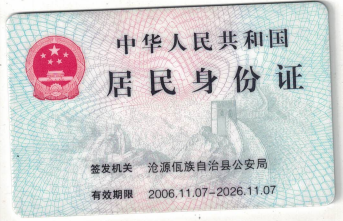 中华人民共和国
居民身份证
签发机关 沧源佤族自治县公安局
有效期限 2006.11.07-2026.11.07